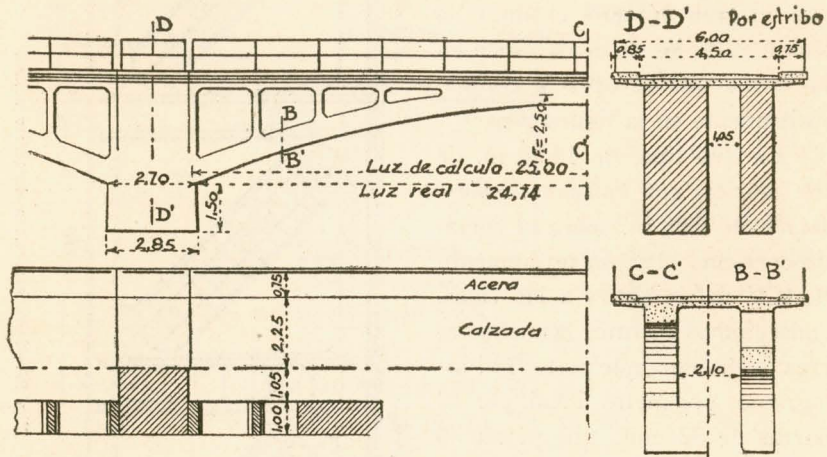 D
C
D-D'
Por estribo
6,00
0,85
4,50
0,75
B
B'
F= 2,50
C'
1,05
Luz de cálculo 25,00
2,70
Luz real 24,74
D'
1,50
2,85
C-C'
B-B'
0,75
Acera
2,25
Calzada
1,05
2,10
1,00